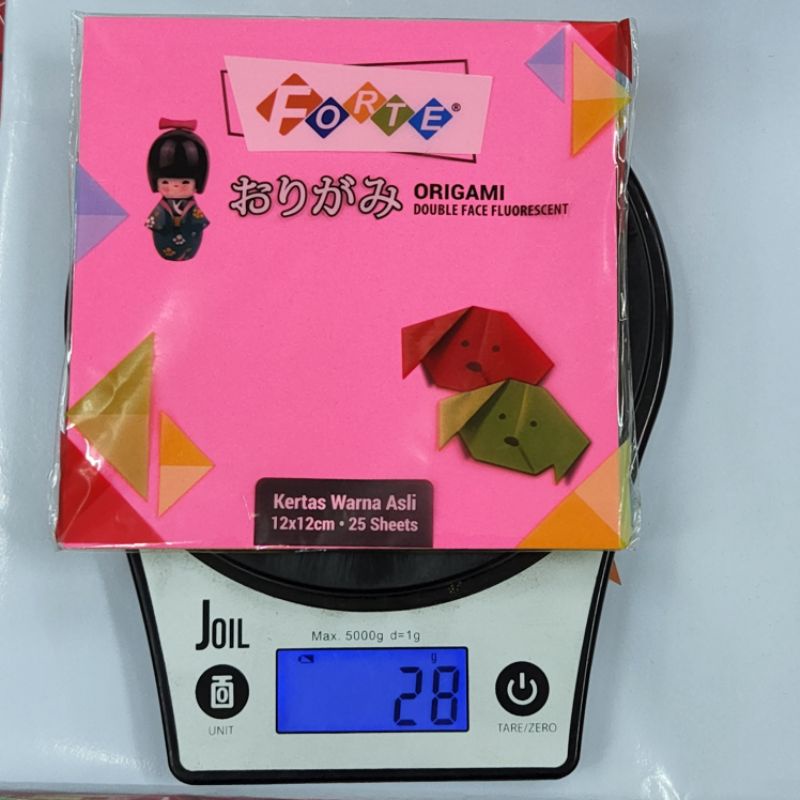 FORTE®
おりがみ
ORIGAMI
DOUBLE FACE FLUORESCENT
Kertas Warna Asli
12x12cm • 25 Sheets
JOIL
Max. 5000g d=1g
g
28
0
UNIT
TARE/ZERO